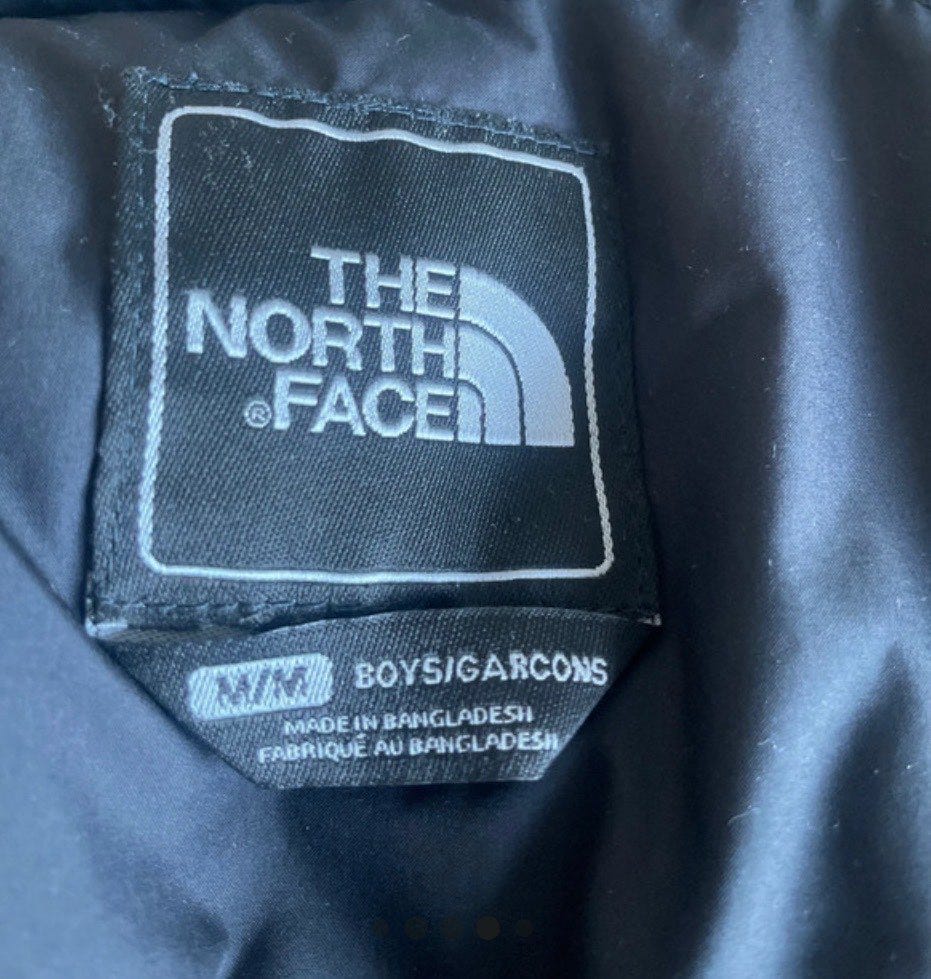 THE
NORTH
®FACE
M/M BOYS/GARCONS
MADE IN BANGLADESH
FABRIQUÉ AU BANGLADESH